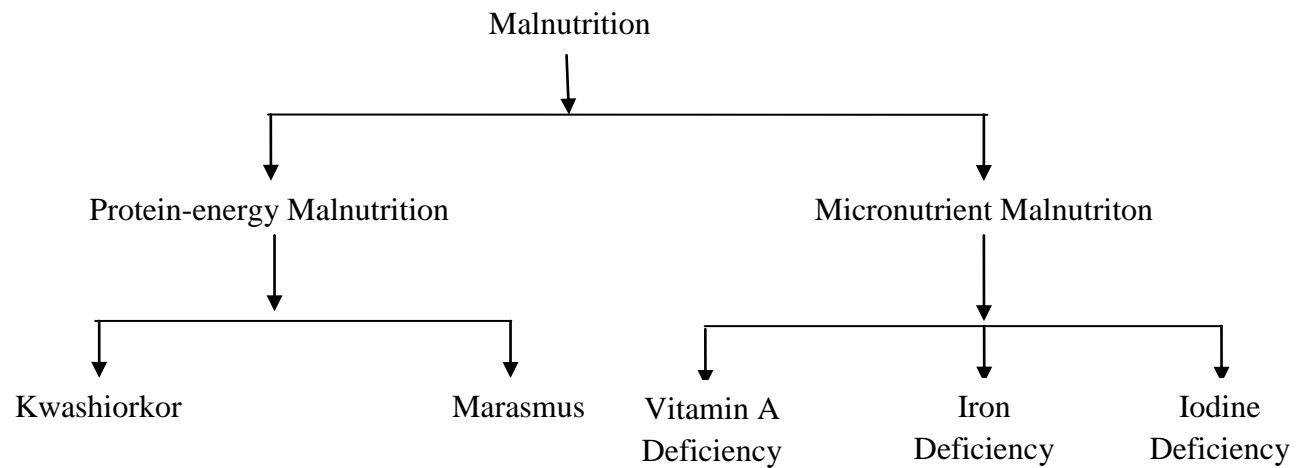 Malnutrition
Protein-energy Malnutrition
Micronutrient Malnutriton
Kwashiorkor
Marasmus
Vitamin A
Deficiency
Iron
Deficiency
Iodine
Deficiency